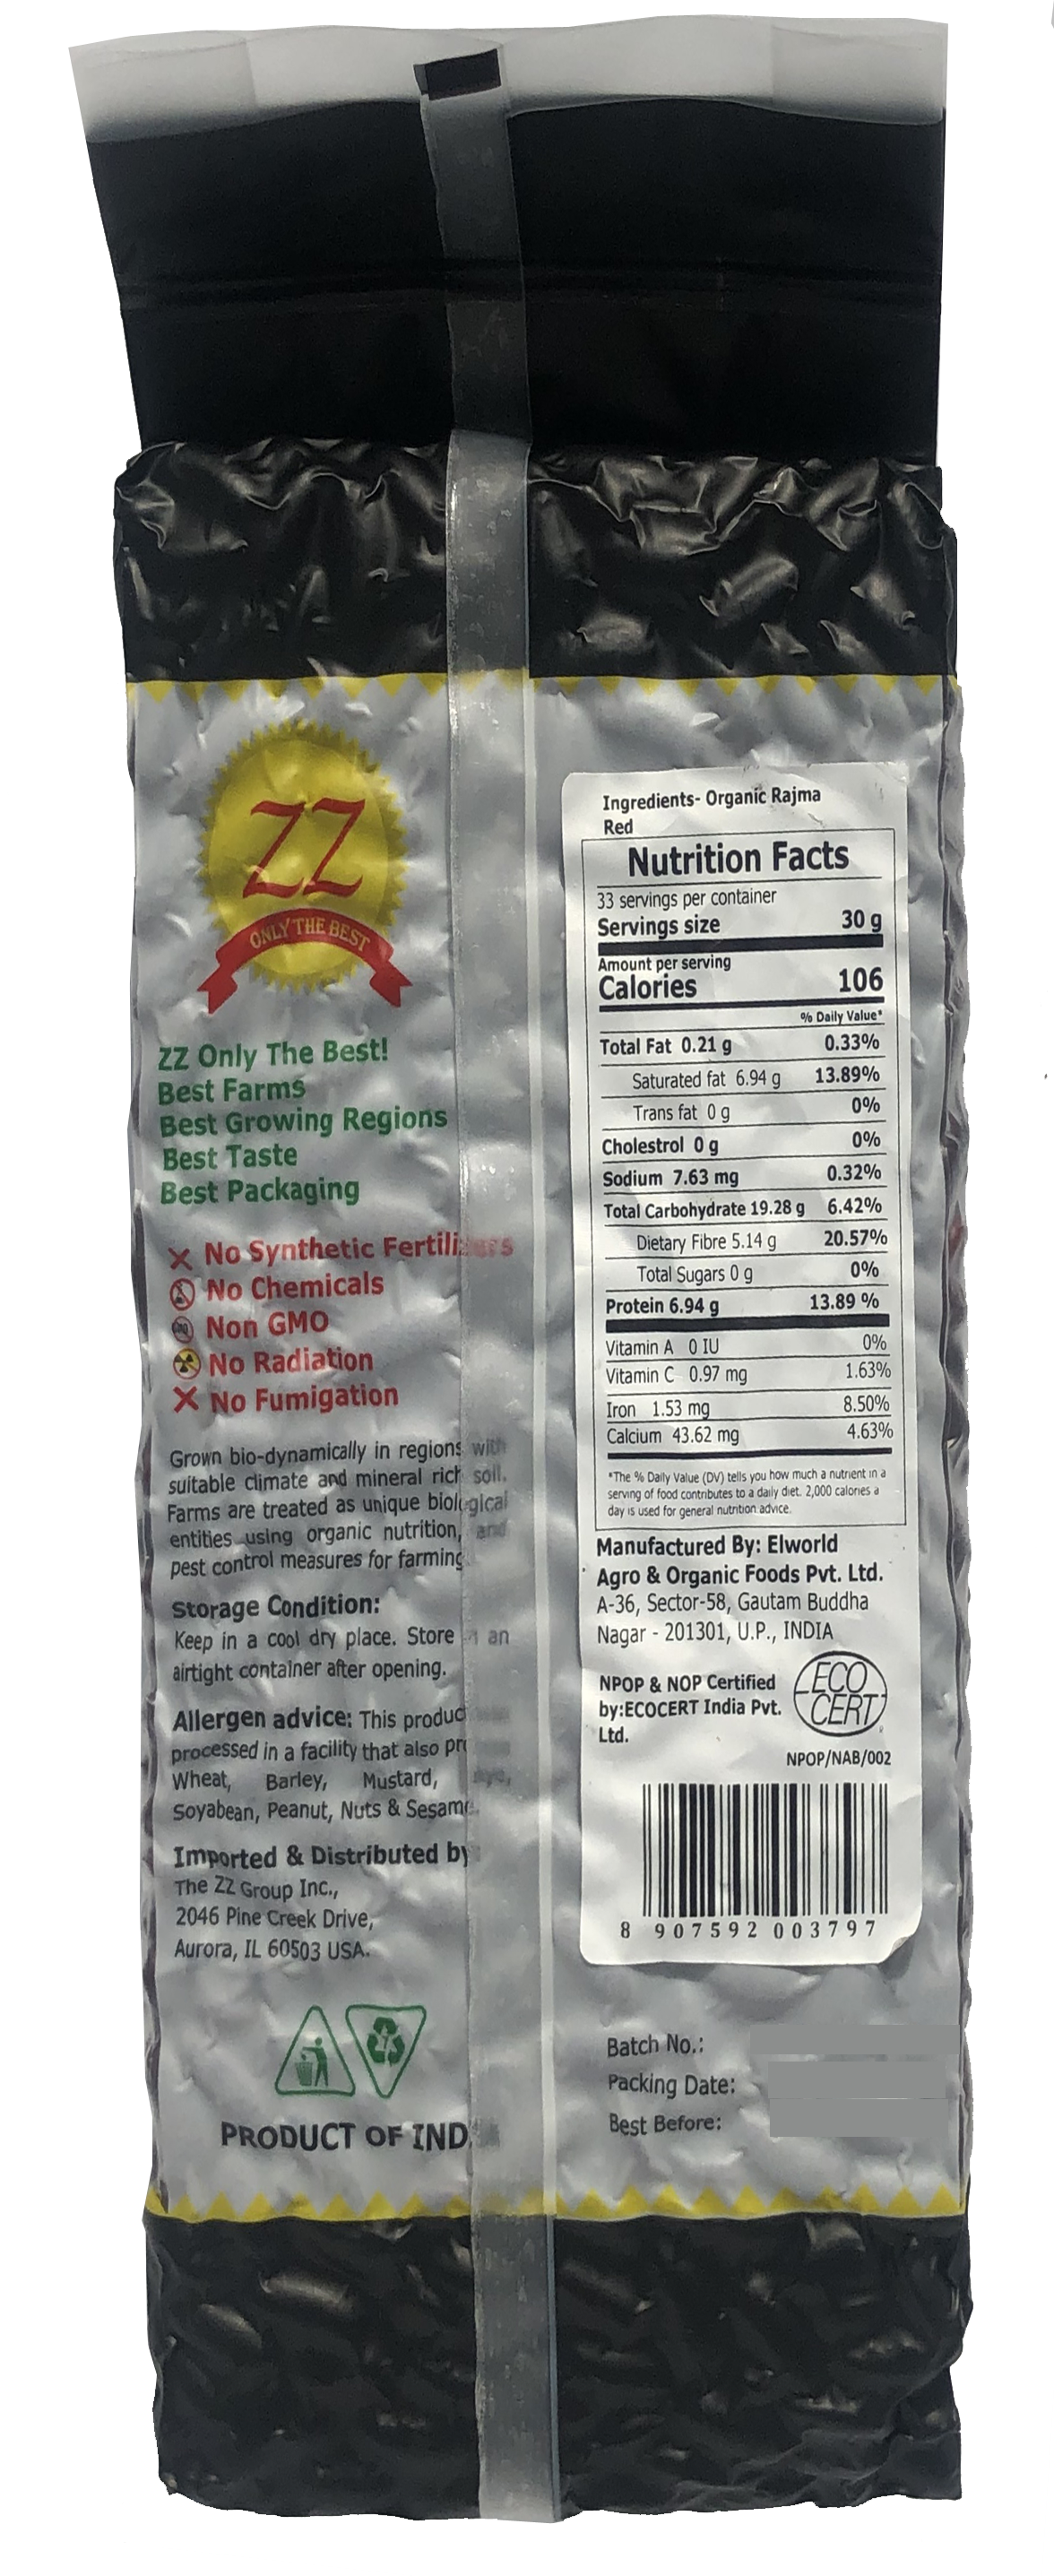 ZZ
ONLY THE BEST
ZZ Only The Best!
Best Farms
Best Growing Regions
Best Taste
Best Packaging
No Synthetic Fertilizers
No Chemicals
Non GMO
No Radiation
No Fumigation
Grown bio-dynamically in regions with
suitable climate and mineral rich soil.
Farms are treated as unique biological
entities using organic nutrition, and
pest control measures for farming
Storage Condition:
Keep in a cool dry place. Store in an
airtight container after opening.
Allergen advice: This
processed in a facility that also
Wheat, Barley, Mustard,
Soyabean, Peanut, Nuts & Sesame.
Imported & Distributed by
The ZZ Group Inc.,
2046 Pine Creek Drive,
Aurora, IL 60503 USA.
PRODUCT OF IND
Ingredients- Organic Rajma
Red
Nutrition Facts
33 servings per container
Servings size 30 g
Amount per serving
Calories 106
% Daily Value*
Total Fat 0.21 g 0.33%
Saturated fat 6.94 g 13.89%
Trans fat 0 g 0%
Cholestrol 0 g 0%
Sodium 7.63 mg 0.32%
Total Carbohydrate 19.28 g 6.42%
Dietary Fibre 5.14 g 20.57%
Total Sugars 0 g 0%
Protein 6.94 g 13.89 %
Vitamin A 0 IU 0%
Vitamin C 0.97 mg 1.63%
Iron 1.53 mg 8.50%
Calcium 43.62 mg 4.63%
*The % Daily Value (DV) tells you how much a nutrient in a
serving of food contributes to a daily diet. 2,000 calories a
day is used for general nutrition advice.
Manufactured By: Elworld
Agro & Organic Foods Pvt. Ltd.
A-36, Sector-58, Gautam Buddha
Nagar - 201301, U.P., INDIA
NPOP & NOP Certified
by:ECOCERT India Pvt.
Ltd.
ECO
CERT
NPOP/NAB/002
8 907592 003797
Batch No.:
Packing Date:
Best Before: